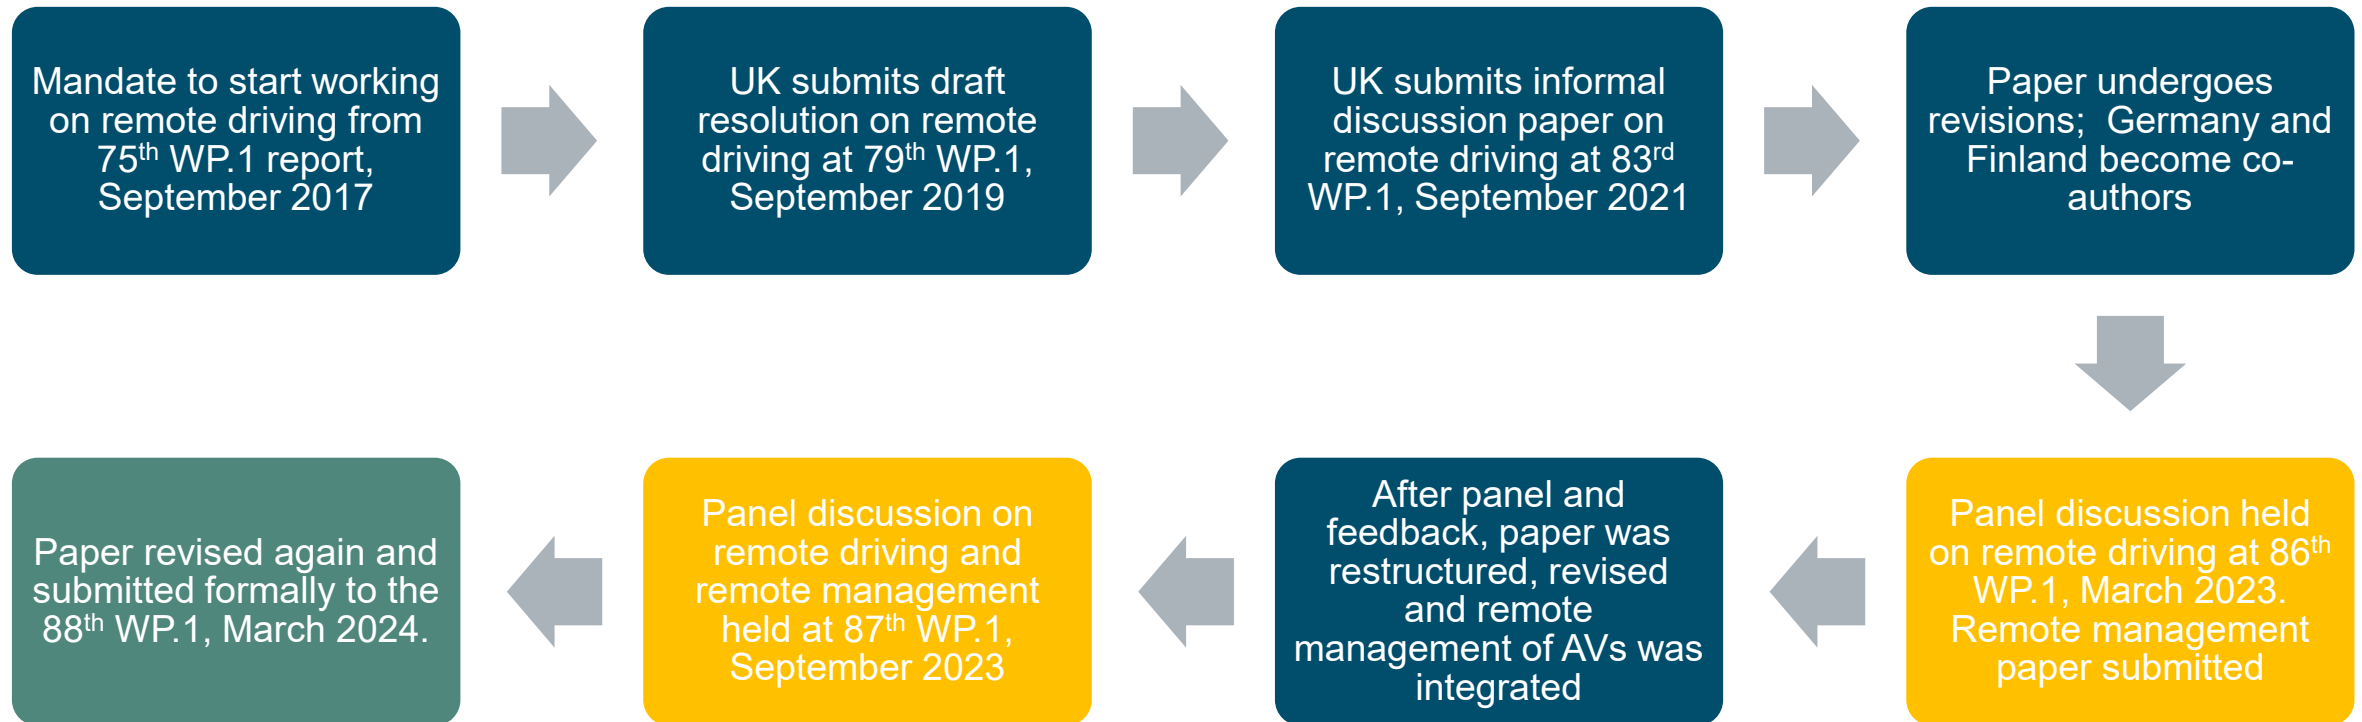 Mandate to start working
on remote driving from
75th WP.1 report,
September 2017
UK submits draft
resolution on remote
driving at 79th WP.1,
September 2019
UK submits informal
discussion paper on
remote driving at 83rd
WP.1, September 2021
Paper undergoes
revisions;  Germany and
Finland become co-
authors
Panel discussion held
on remote driving at 86th
WP.1, March 2023.
Remote management
paper submitted
After panel and
feedback, paper was
restructured, revised
and remote
management of AVs was
integrated
Panel discussion on
remote driving and
remote management
held at 87th WP.1,
September 2023
Paper revised again and
submitted formally to the
88th WP.1, March 2024.